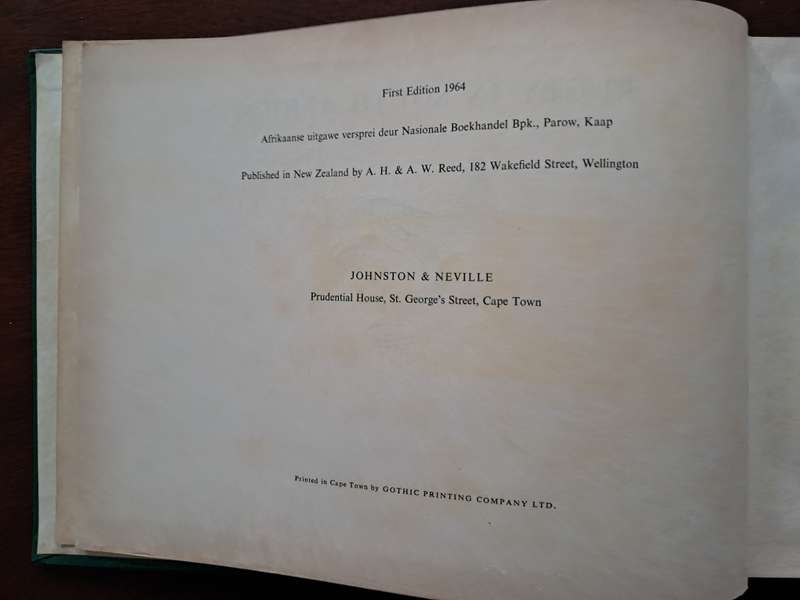 First Edition 1964
Afrikaanse uitgawe versprei deur Nasionale Boekhandel Bpk., Parow, Kaap
Published in New Zealand by A. H. & A. W. Reed, 182 Wakefield Street, Wellington
JOHNSTON & NEVILLE
Prudential House, St. George's Street, Cape Town
Printed in Cape Town by GOTHIC PRINTING COMPANY LTD.